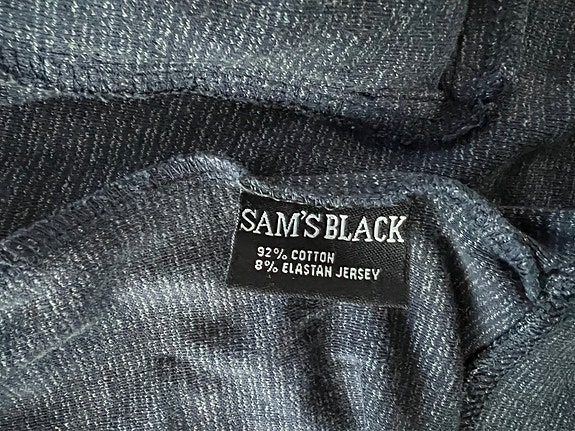 SAM'S BLACK
92% COTTON
8% ELASTAN JERSEY